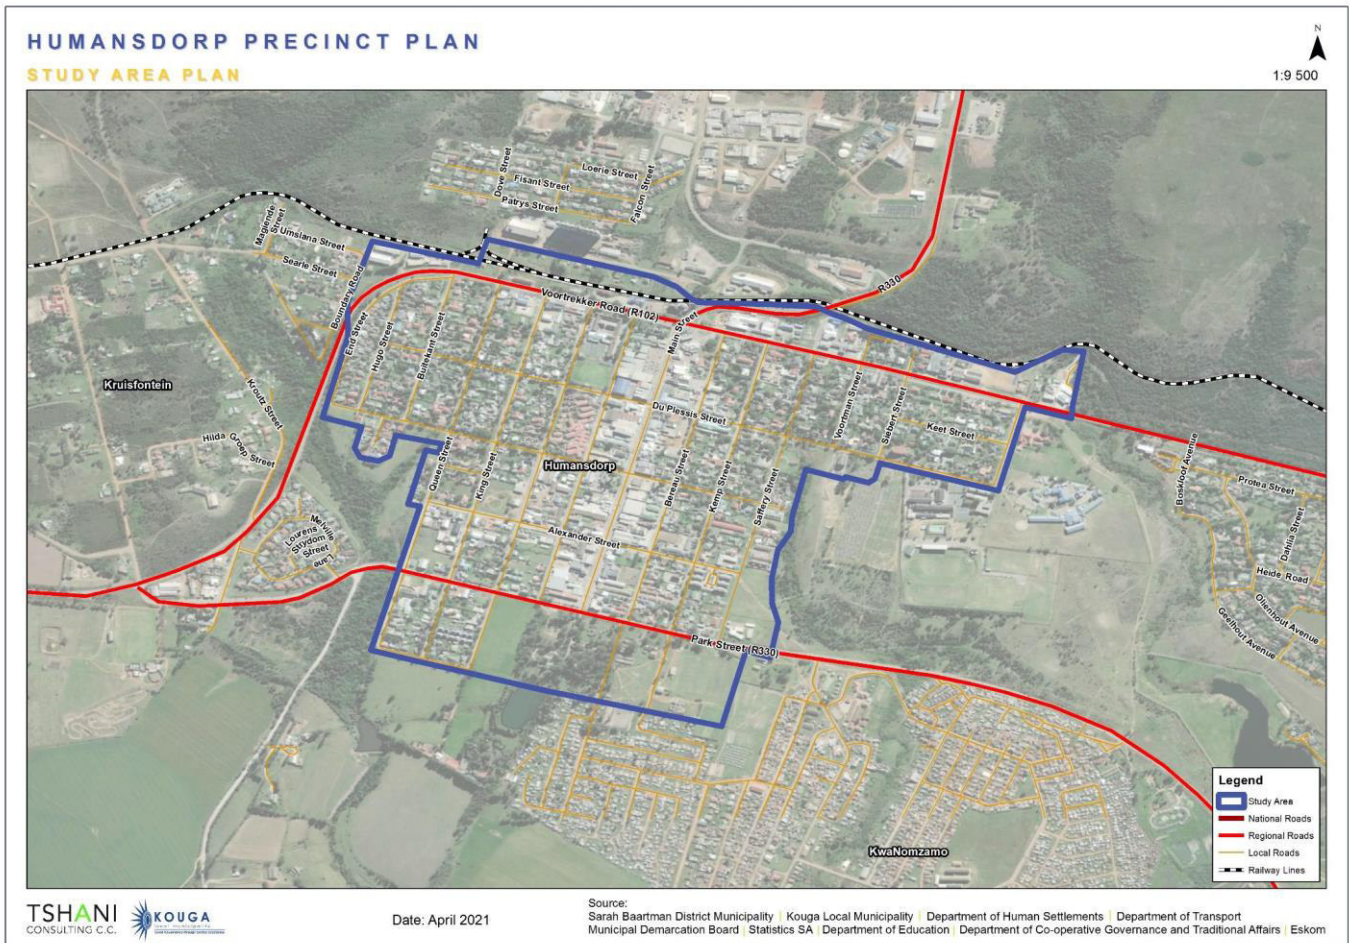 HUMANSDORP PRECINCT PLAN
STUDY AREA PLAN
N
1:9 500
Loerie Street
Dove Street
Fisant Street
Falcon Street
Patrys Street
Magiende
Street
Umslana Street
Searle Street
Boundary Road
R330
Voortrekker Road (R102)
Main Street
End Street
Hugo Street
Buitekant Street
Kruisfontein
Kroutz Street
Du Plessis Street
Voortman Street
Siebert Street
Keet Street
Hilda Groep Street
Queen Street
King Street
Humansdorp
Bereau Street
Kemp Street
Saffery Street
Boskloof Avenue
Protea Street
Dahlia Street
Melville
Lourens
Strydom
Street
Lane
Alexander Street
Heide Road
Olienhout Avenue
Geelhout Avenue
Park Street (R330)
KwaNomzamo
Legend
Study Area
National Roads
Regional Roads
Local Roads
Railway Lines
TSHANI
CONSULTING C.C.
KOUGA
Date: April 2021
Source:
Sarah Baartman District Municipality | Kouga Local Municipality | Department of Human Settlements | Department of Transport
Municipal Demarcation Board | Statistics SA | Department of Education | Department of Co-operative Governance and Traditional Affairs | Eskom